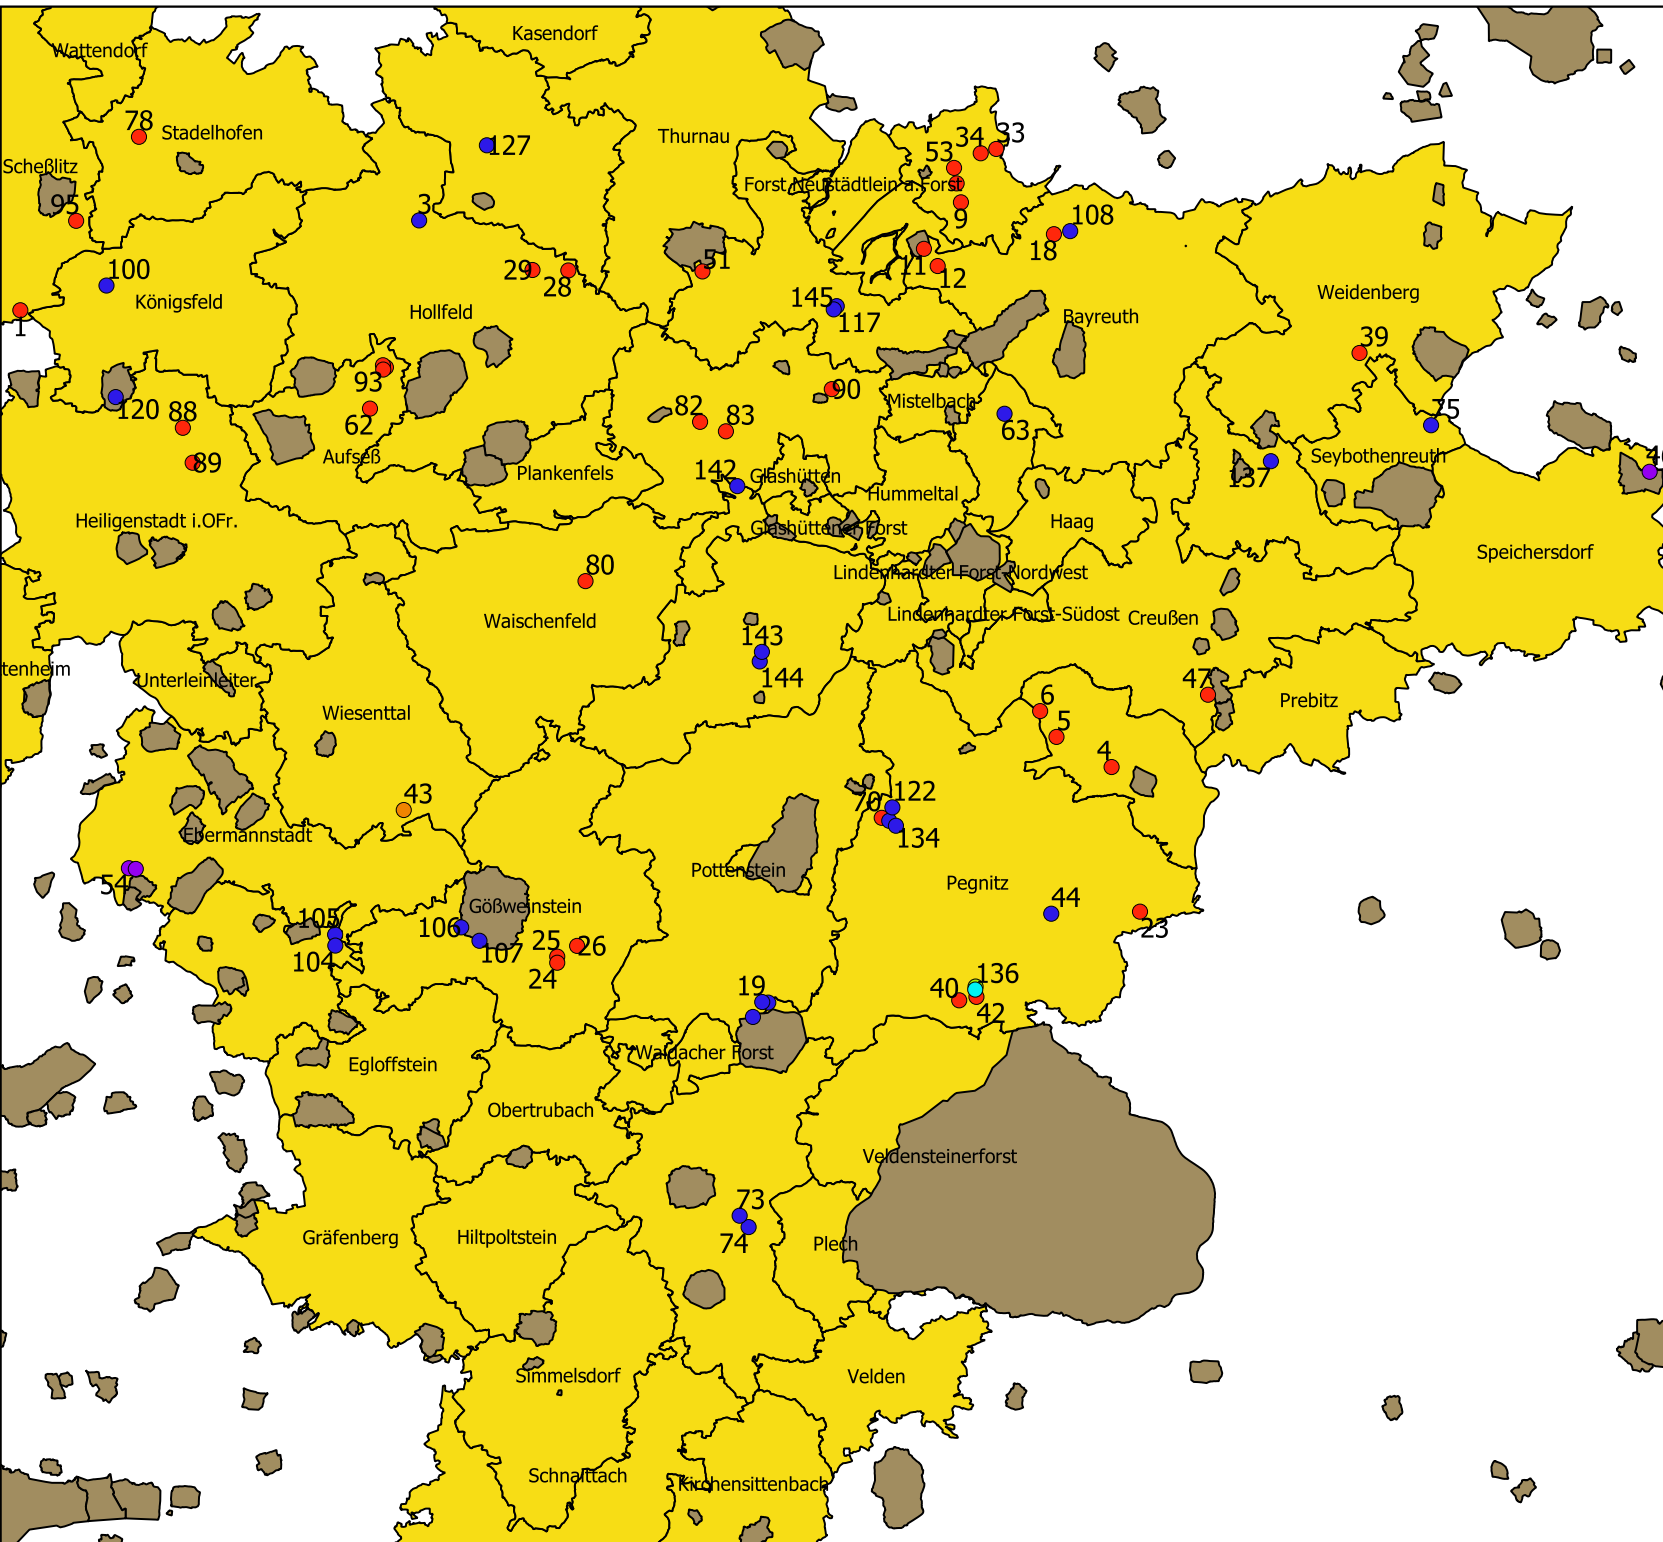 Kasendorf
Wattendorf
78
Stadelhofen
127
Thurnau
34
33
53
Scheßlitz
Forst Neustädtlein a.Forst
95
3
9
108
18
100
29
28
51
11
12
Königsfeld
145
117
Weidenberg
1
Hollfeld
Bayreuth
39
93
90
120
88
62
82
83
Mistelbach
63
75
89
Aufseß
Plankenfels
142
Glashütten
Hummeltal
137
Seybothenreuth
Heiligenstadt i.OFr.
Glashüttener Forst
Haag
Speichersdorf
80
Lindenhardter Forst-Nordwest
Waischenfeld
Lindenhardter Forst-Südost
Creußen
143
144
tenheim
Unterleinleiter
47
6
Prebitz
Wiesenttal
5
4
43
122
70
134
Ebermannstadt
Pottenstein
54
Pegnitz
44
105
106
Gößweinstein
23
104
107
25
26
24
19
40
136
42
Waldacher Forst
Egloffstein
Obertrubach
Veldensteinerforst
73
74
Gräfenberg
Hiltpoltstein
Plech
Simmelsdorf
Velden
Schnaittach
Kirchensittenbach